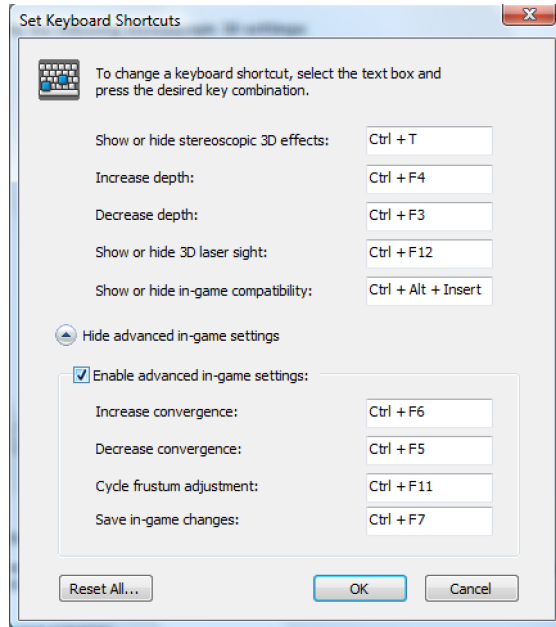 Set Keyboard Shortcuts
To change a keyboard shortcut, select the text box and
press the desired key combination.
Show or hide stereoscopic 3D effects: Ctrl + T
Increase depth: Ctrl + F4
Decrease depth: Ctrl + F3
Show or hide 3D laser sight: Ctrl + F12
Show or hide in-game compatibility: Ctrl + Alt + Insert
Hide advanced in-game settings
Enable advanced in-game settings:
Increase convergence: Ctrl + F6
Decrease convergence: Ctrl + F5
Cycle frustum adjustment: Ctrl + F11
Save in-game changes: Ctrl + F7
Reset All... OK Cancel